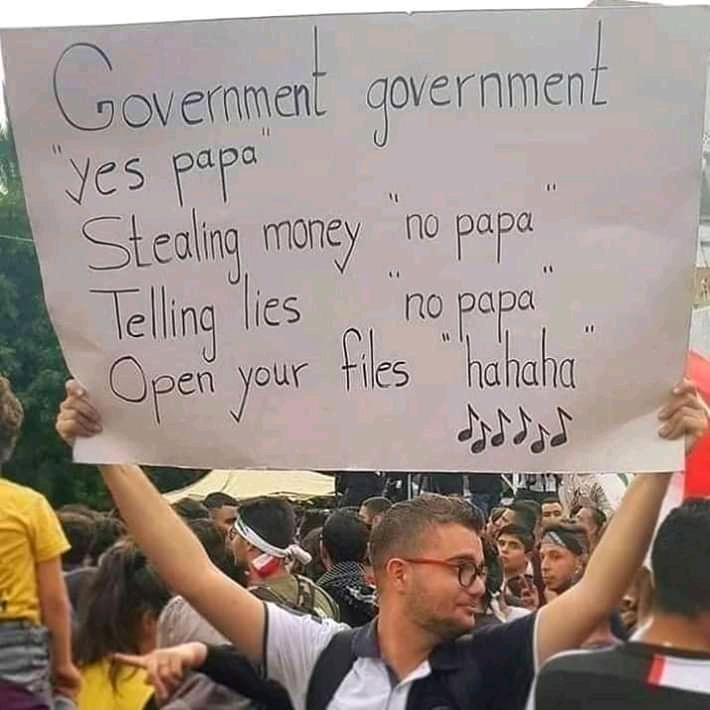 Government government
"yes papa"
Stealing money "no papa"
Telling lies "no papa"
Open your files "hahaha"